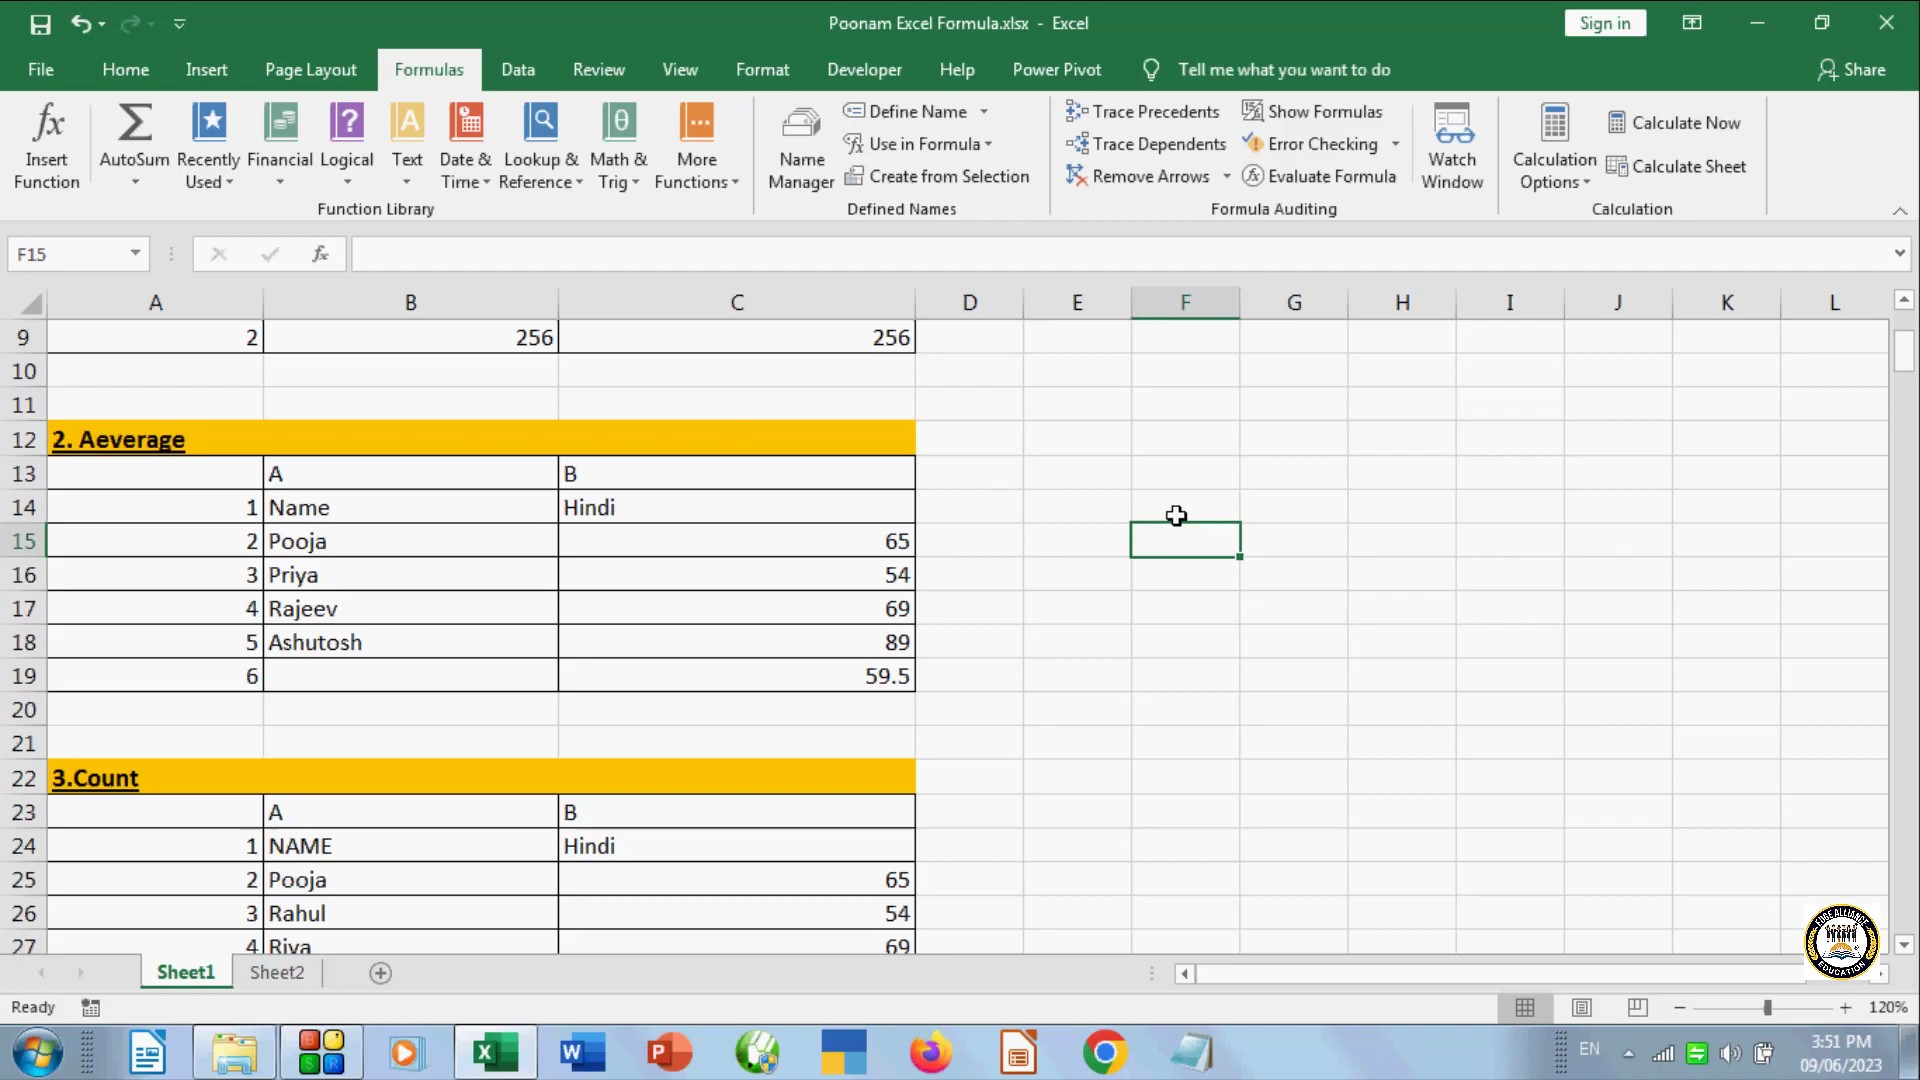 Poonam Excel Formula.xlsx - Excel
Sign in
File Home Insert Page Layout Formulas Data Review View Format Developer Help Power Pivot Tell me what you want to do Share
fx Insert Function
AutoSum
Recently Used
Financial
Logical
Text
Date & Time
Lookup & Reference
Math & Trig
More Functions
Function Library
Name Manager
Define Name
Use in Formula
Create from Selection
Defined Names
Trace Precedents
Trace Dependents
Remove Arrows
Show Formulas
Error Checking
Evaluate Formula
Formula Auditing
Watch Window
Calculation Options
Calculate Now
Calculate Sheet
Calculation
F15 fx
A B C D E F G H I J K L
9 2 256 256
10
11
12 2. Aeverage
13 A B
14 1 Name Hindi
15 2 Pooja 65
16 3 Priya 54
17 4 Rajeev 69
18 5 Ashutosh 89
19 6 59.5
20
21
22 3.Count
23 A B
24 1 NAME Hindi
25 2 Pooja 65
26 3 Rahul 54
27 4 Riya 69
EDGE ALLIANCE
EDUCATION
Sheet1 Sheet2
Ready 120%
EN 3:51 PM
09/06/2023